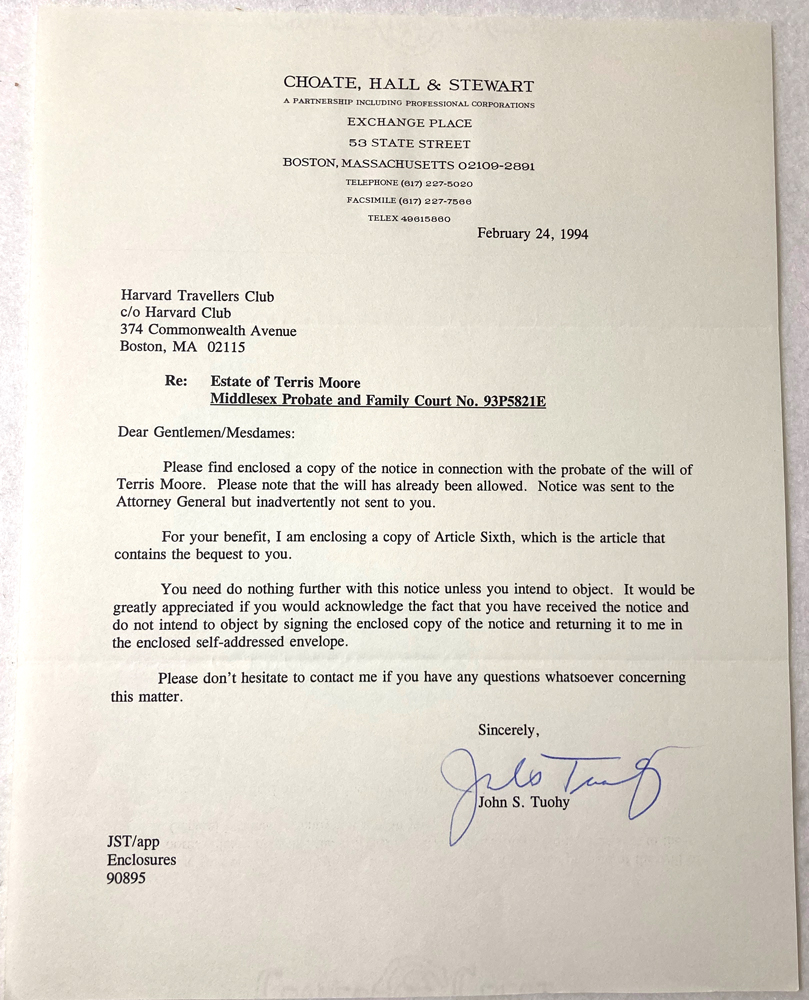 CHOATE, HALL & STEWART
A PARTNERSHIP INCLUDING PROFESSIONAL CORPORATIONS
EXCHANGE PLACE
53 STATE STREET
BOSTON, MASSACHUSETTS 02109-2891
TELEPHONE (617) 227-5020
FACSIMILE (617) 227-7566
TELEX 49615860
February 24, 1994
Harvard Travellers Club
c/o Harvard Club
374 Commonwealth Avenue
Boston, MA 02115
Re: Estate of Terris Moore
Middlesex Probate and Family Court No. 93P5821E
Dear Gentlemen/Mesdames:
Please find enclosed a copy of the notice in connection with the probate of the will of
Terris Moore. Please note that the will has already been allowed. Notice was sent to the
Attorney General but inadvertently not sent to you.
For your benefit, I am enclosing a copy of Article Sixth, which is the article that
contains the bequest to you.
You need do nothing further with this notice unless you intend to object. It would be
greatly appreciated if you would acknowledge the fact that you have received the notice and
do not intend to object by signing the enclosed copy of the notice and returning it to me in
the enclosed self-addressed envelope.
Please don't hesitate to contact me if you have any questions whatsoever concerning
this matter.
Sincerely,
John S. Tuohy
JST/app
Enclosures
90895